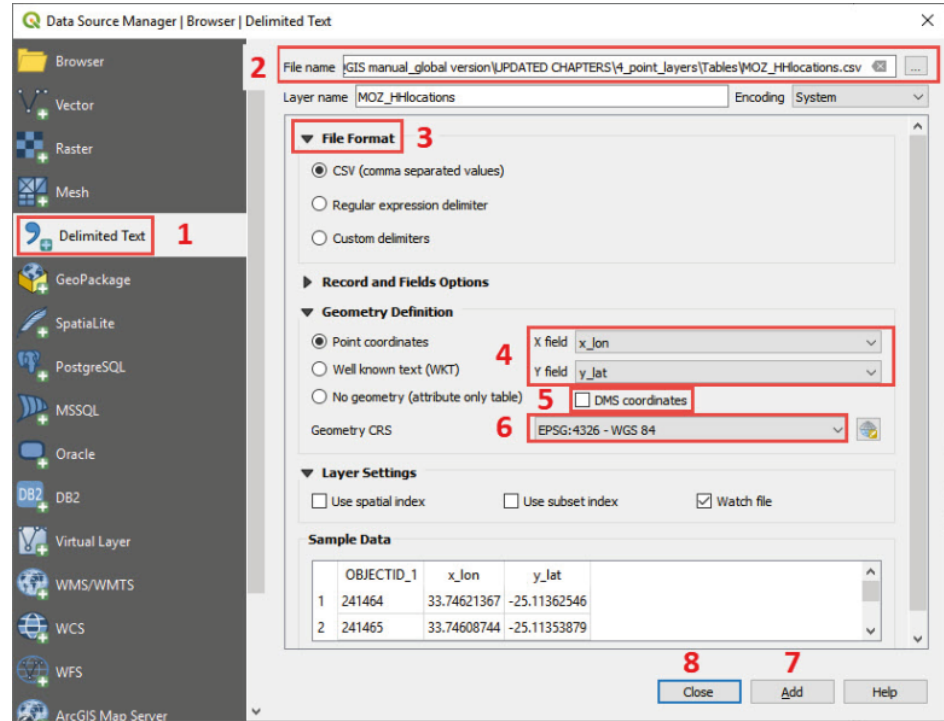 Data Source Manager | Browser | Delimited Text
Browser
Vector
Raster
Mesh
Delimited Text
1
GeoPackage
SpatiaLite
PostgreSQL
MSSQL
Oracle
DB2 DB2
Virtual Layer
WMS/WMTS
WCS
WFS
ArcGIS Map Server
2 File name GIS manual_global version\UPDATED CHAPTERS\4_point_layers\Tables\MOZ_HHlocations.csv ...
Layer name MOZ_HHlocations Encoding System
File Format 3
CSV (comma separated values)
Regular expression delimiter
Custom delimiters
Record and Fields Options
Geometry Definition
Point coordinates 4 X field x_lon
Well known text (WKT) Y field y_lat
No geometry (attribute only table) 5 DMS coordinates
Geometry CRS 6 EPSG:4326 - WGS 84
Layer Settings
Use spatial index Use subset index Watch file
Sample Data
OBJECTID_1 x_lon y_lat
1 241464 33.74621367 -25.11362546
2 241465 33.74608744 -25.11353879
8 7
Close Add Help